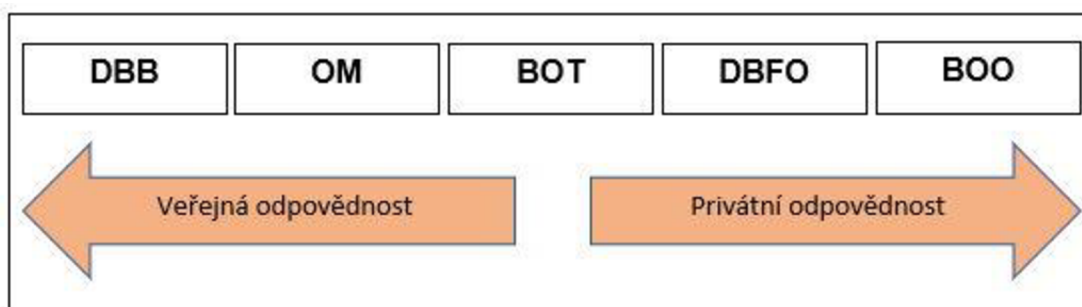 DBB OM BOT DBFO BOO
Veřejná odpovědnost Privátní odpovědnost